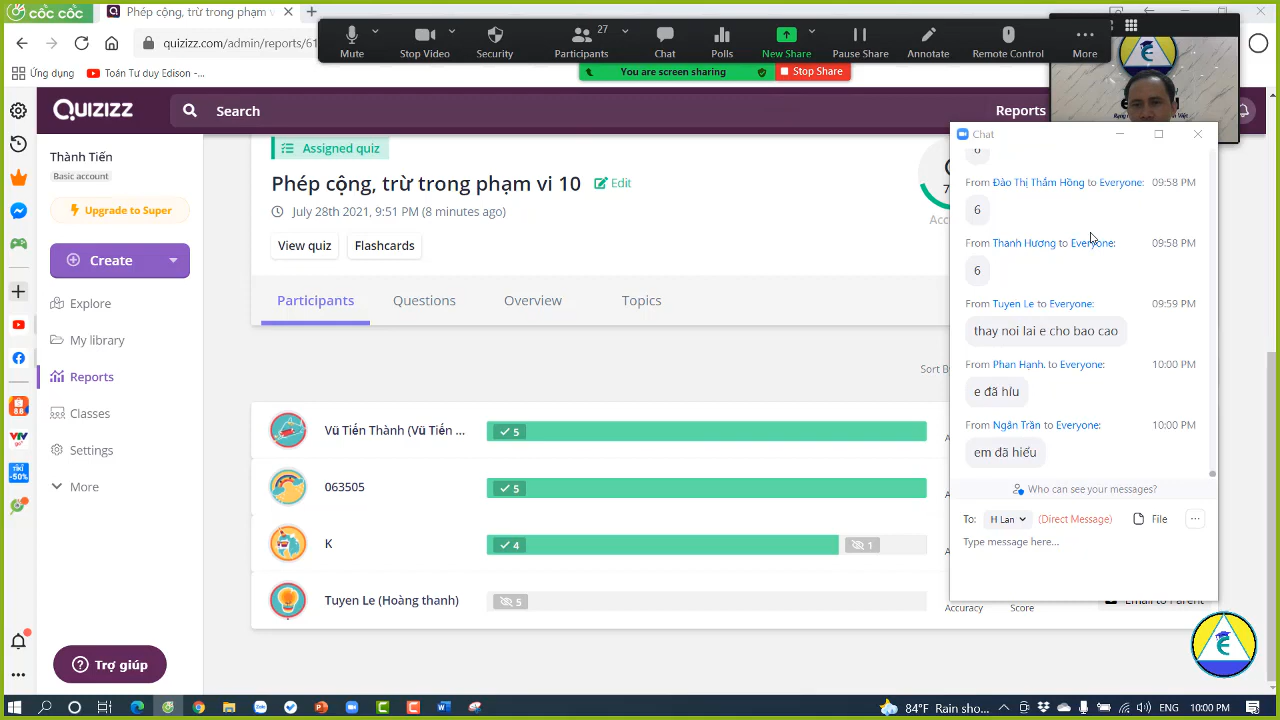 cốc cốc
Phép cộng, trừ trong phạm v
quizizz.com/admin/reports/61
Mute
Stop Video
Security
27
Participants
Chat
Polls
New Share
Pause Share
Annotate
Remote Control
More
You are screen sharing
Stop Share
Ứng dụng
Toán Tư duy Edison -...
QUIZIZZ
Search
Reports
Thành Tiến
Basic account
Upgrade to Super
Create
Explore
My library
Reports
Classes
Settings
More
Trợ giúp
Assigned quiz
Phép cộng, trừ trong phạm vi 10
Edit
July 28th 2021, 9:51 PM (8 minutes ago)
View quiz
Flashcards
Participants
Questions
Overview
Topics
Vũ Tiến Thành (Vũ Tiến ...
5
063505
5
K
4
1
Tuyen Le (Hoàng thanh)
5
Accuracy
Score
Email to Parent
Chat
6
From Đào Thị Thắm Hồng to Everyone:
09:58 PM
6
From Thanh Hương to Everyone:
09:58 PM
6
From Tuyen Le to Everyone:
09:59 PM
thay noi lai e cho bao cao
From Phan Hạnh. to Everyone:
10:00 PM
e đã híu
From Ngận Trần to Everyone:
10:00 PM
em đã hiểu
Who can see your messages?
To:
H Lan
(Direct Message)
File
Type message here...
84°F Rain sho...
ENG
10:00 PM